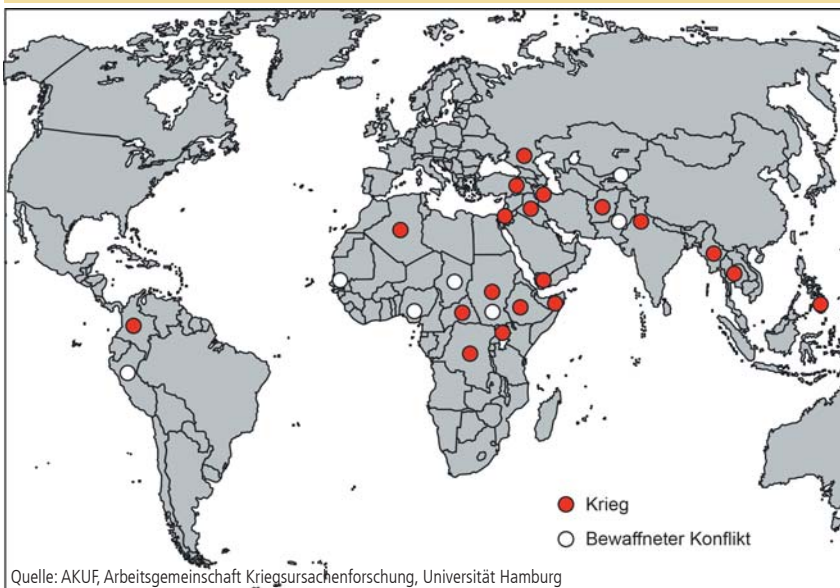 Krieg
Bewaffneter Konflikt
Quelle: AKUF, Arbeitsgemeinschaft Kriegsursachenforschung, Universität Hamburg